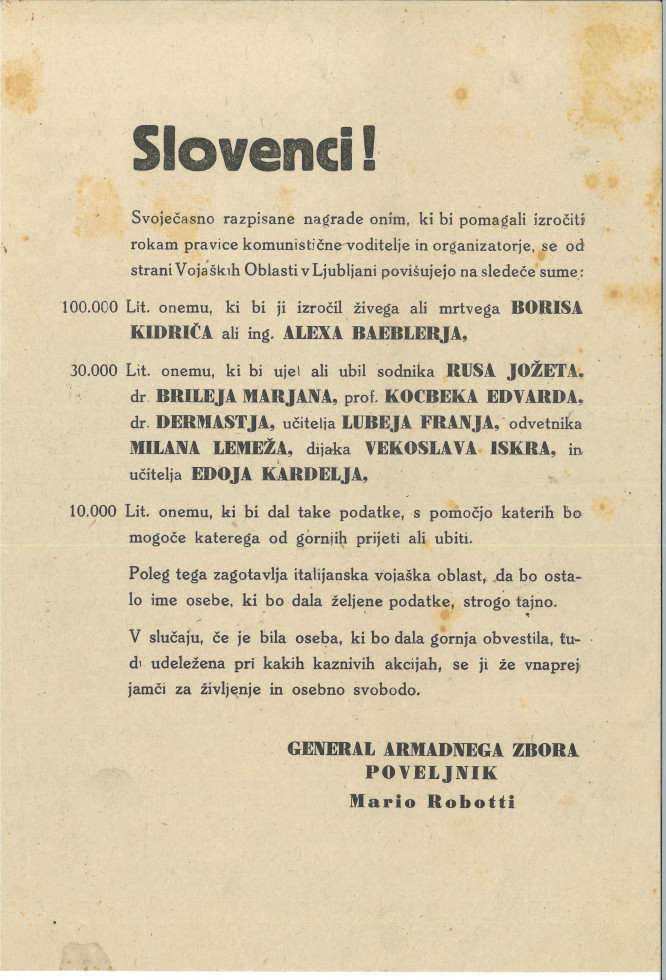 Slovenci!
Svoječasno razpisane nagrade onim, ki bi pomagali izročiti
rokam pravice komunistične voditelje in organizatorje, se od
strani Vojaških Oblasti v Ljubljani povišujejo na sledeče sume:
100.000 Lit. onemu, ki bi ji izročil živega ali mrtvega BORISA
KIDRIČA ali ing. ALEXA BAEBLERJA,
30.000 Lit. onemu, ki bi ujel ali ubil sodnika RUSA JOŽETA,
dr. BRILEJA MARJANA, prof. KOCBEKA EDVARDA,
dr. DERMASTJA, učitelja LUBEJA FRANJA, odvetnika
MILANA LEMEŽA, dijaka VEKOSLAVA ISKRA, in
učitelja EDOJA KARDELJA,
10.000 Lit. onemu, ki bi dal take podatke, s pomočjo katerih bo
mogoče katerega od gornjih prijeti ali ubiti.
Poleg tega zagotavlja italijanska vojaška oblast, da bo osta-
lo ime osebe, ki bo dala željene podatke, strogo tajno.
V slučaju, če je bila oseba, ki bo dala gornja obvestila, tu-
di udeležena pri kakih kaznivih akcijah, se ji že vnaprej
jamči za življenje in osebno svobodo.
GENERAL ARMADNEGA ZBORA
POVELJNIK
Mario Robotti